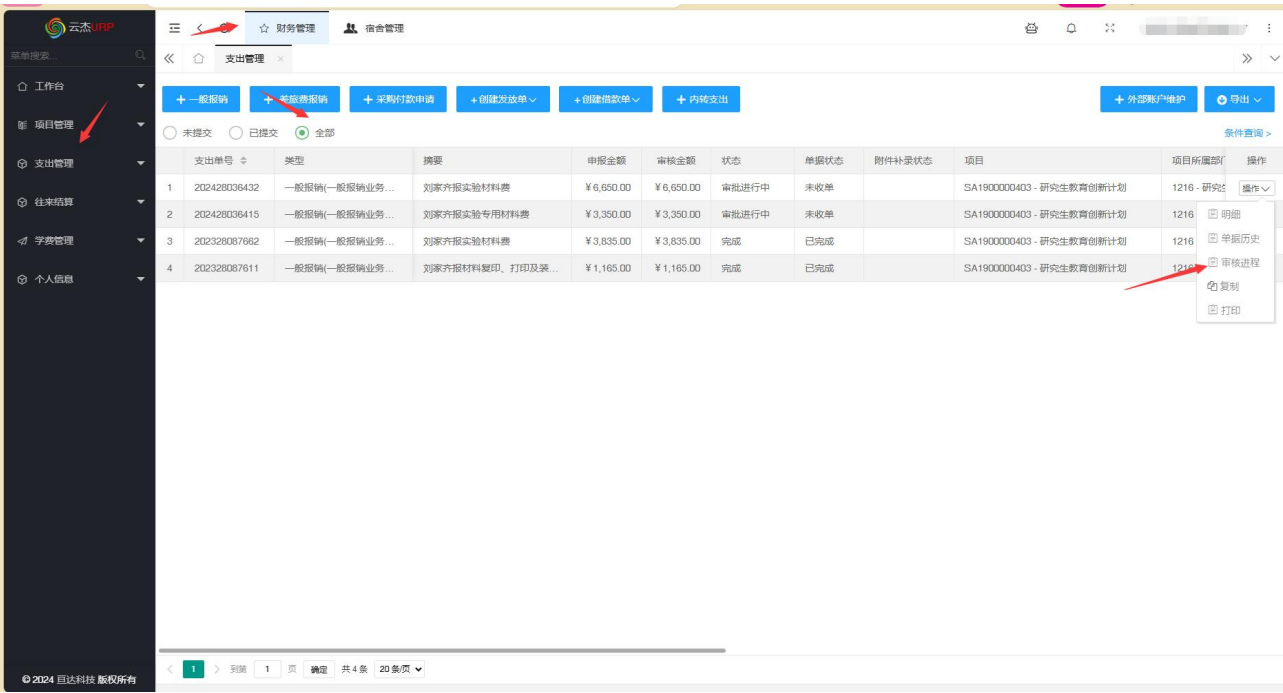 云杰URP
财务管理
宿舍管理
菜单搜索...
支出管理 ×
工作台
项目管理
支出管理
往来结算
学费管理
个人信息
+ 一般报销
+ 差旅费报销
+ 采购付款申请
+创建发放单
+创建借款单
+ 内转支出
+ 外部账户维护
导出
未提交 已提交 全部
条件查询 >
支出单号 类型 摘要 申报金额 审核金额 状态 单据状态 附件补录状态 项目 项目所属部门 操作
1 202428036432 一般报销(一般报销业务... 刘家齐报实验材料费 ¥6,650.00 ¥6,650.00 审批进行中 未收单 SA1900000403 - 研究生教育创新计划 1216 - 研究生 操作
2 202428036415 一般报销(一般报销业务... 刘家齐报实验专用材料费 ¥3,350.00 ¥3,350.00 审批进行中 未收单 SA1900000403 - 研究生教育创新计划 1216
3 202328087662 一般报销(一般报销业务... 刘家齐报实验材料费 ¥3,835.00 ¥3,835.00 完成 已完成 SA1900000403 - 研究生教育创新计划 1216
4 202328087611 一般报销(一般报销业务... 刘家齐报材料复印、打印及装... ¥1,165.00 ¥1,165.00 完成 已完成 SA1900000403 - 研究生教育创新计划 1216
明细
单据历史
审核进程
复制
打印
< 1 > 到第 1 页 确定 共 4 条 20 条/页
© 2024 亘达科技 版权所有